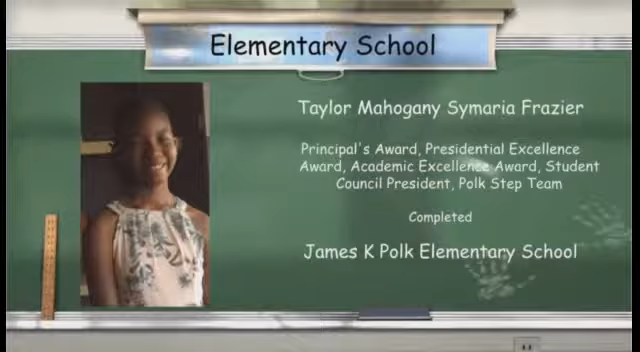 Elementary School
Taylor Mahogany Symaria Frazier
Principal's Award, Presidential Excellence
Award, Academic Excellence Award, Student
Council President, Polk Step Team
Completed
James K Polk Elementary School